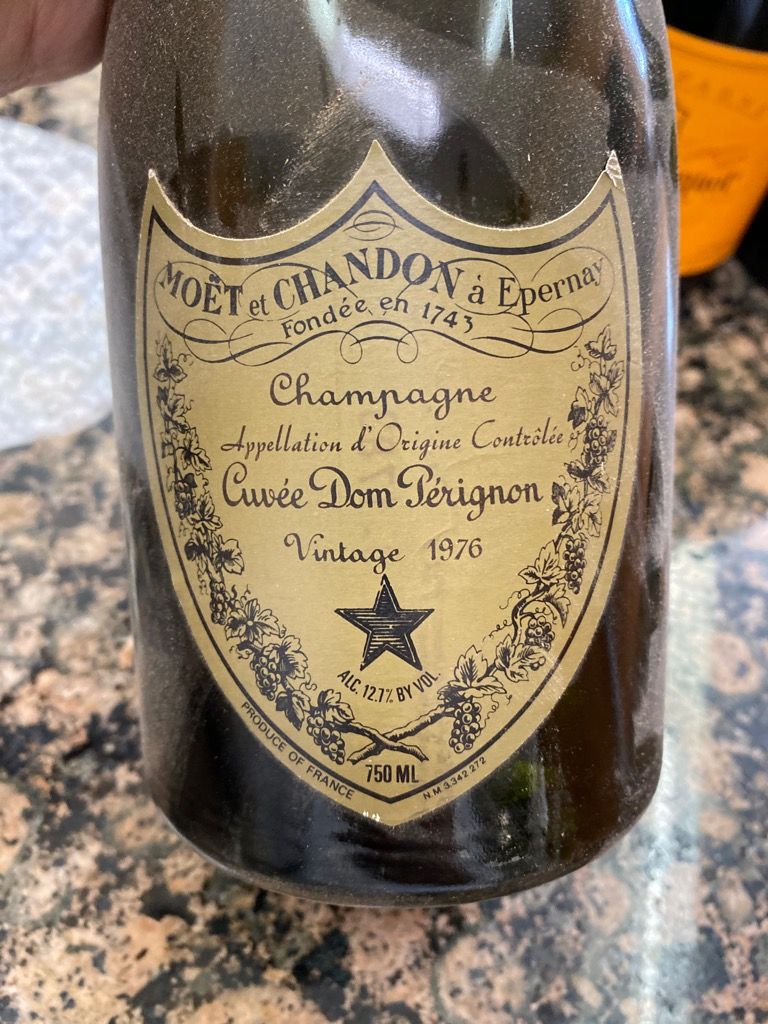 MOËT et CHANDON à Epernay
Fondée en 1743
Champagne
Appellation d'Origine Contrôlée
Cuvée Dom Pérignon
Vintage 1976
ALC. 12.7% BY VOL.
750 ML
PRODUCE OF FRANCE
N.M 3.342 272